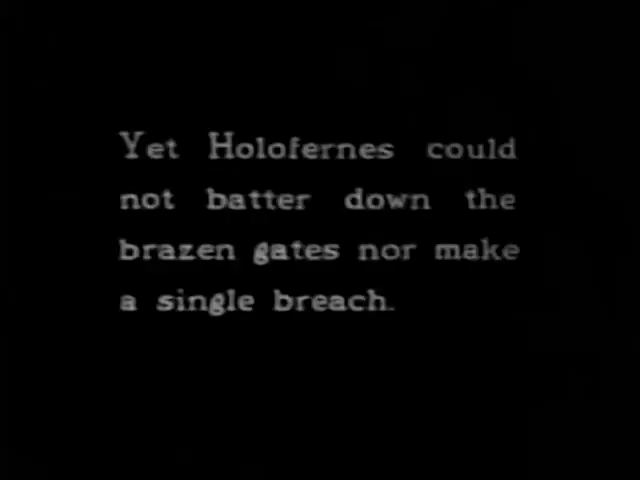 Yet Holofernes could
not batter down the
brazen gates nor make
a single breach.